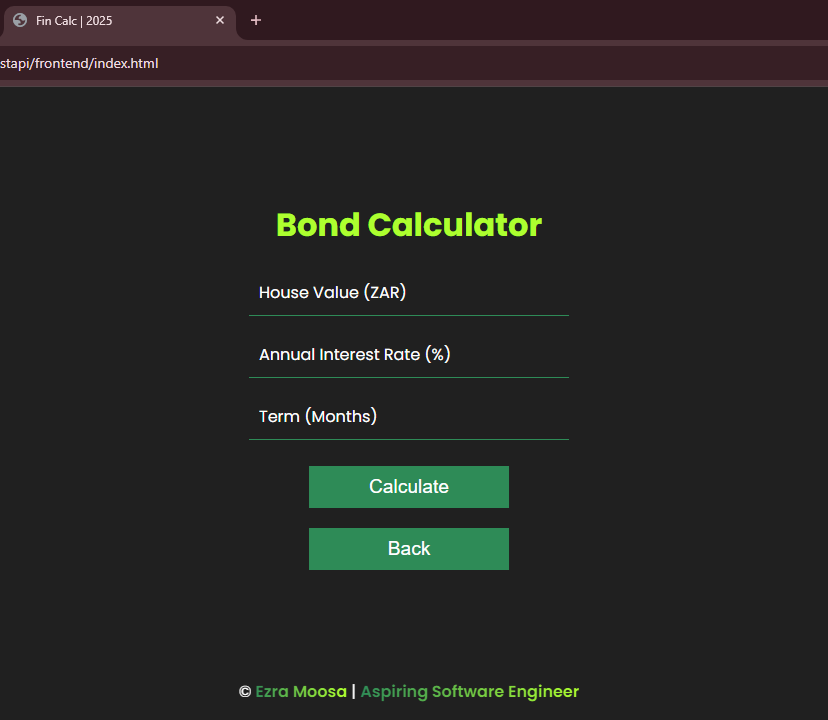 Fin Calc | 2025
stapi/frontend/index.html
Bond Calculator
House Value (ZAR)
Annual Interest Rate (%)
Term (Months)
Calculate
Back
© Ezra Moosa | Aspiring Software Engineer